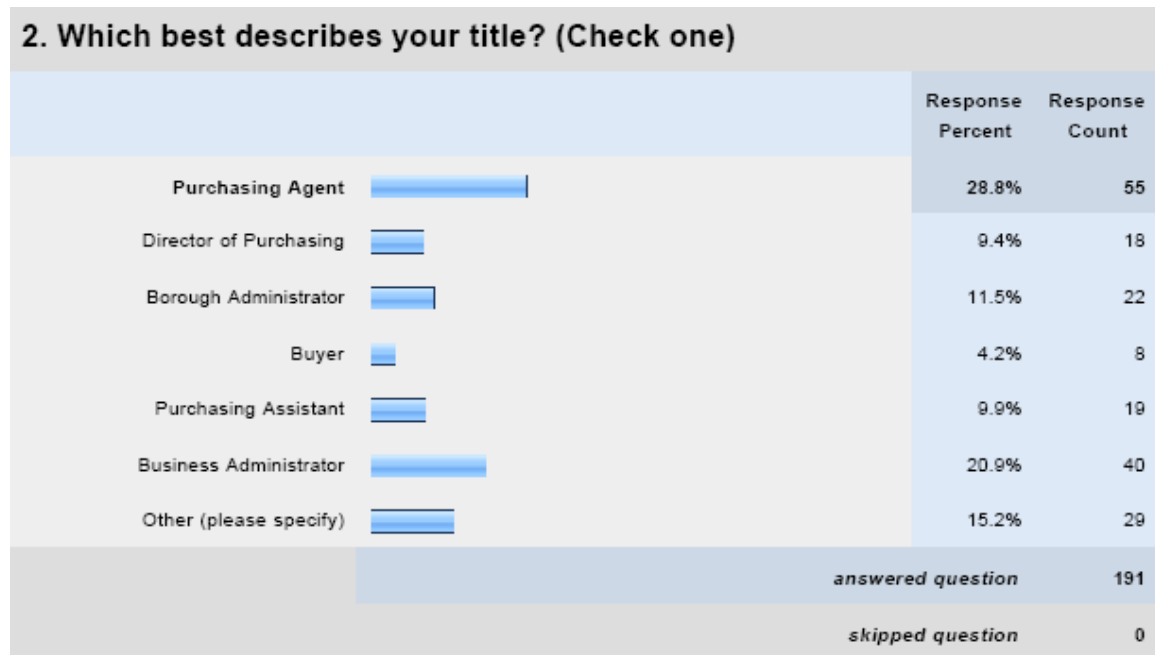 2. Which best describes your title? (Check one)
Response Percent Response Count
Purchasing Agent 28.8% 55
Director of Purchasing 9.4% 18
Borough Administrator 11.5% 22
Buyer 4.2% 8
Purchasing Assistant 9.9% 19
Business Administrator 20.9% 40
Other (please specify) 15.2% 29
answered question 191
skipped question 0